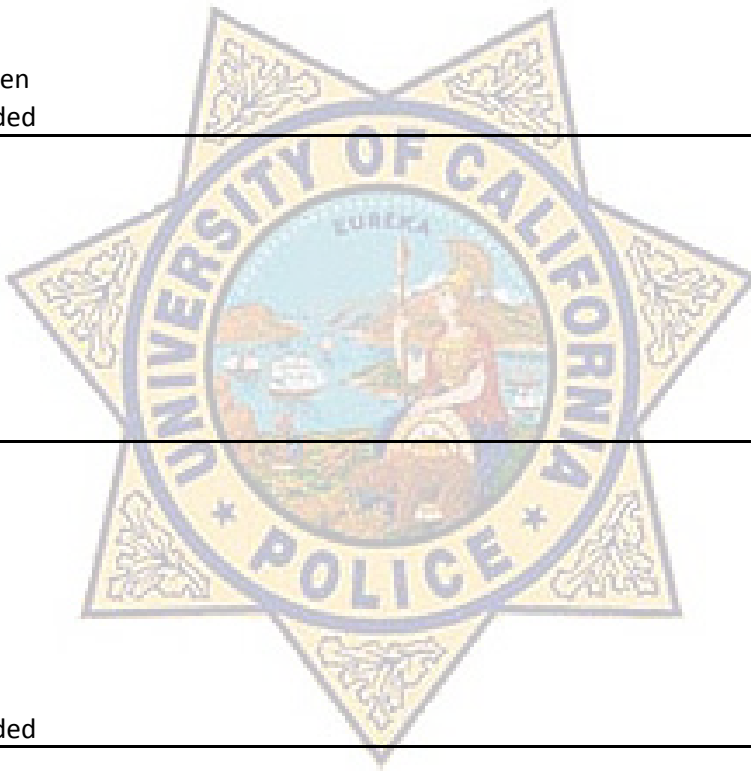 en
ded
UNIVERSITY OF CALIFORNIA
EUREKA
POLICE
ded